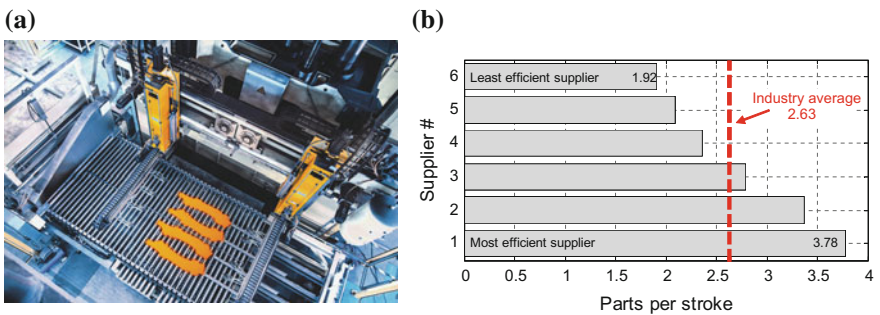 (a)
(b)
6
Least efficient supplier
1.92
5
Industry average
2.63
4
Supplier #
3
2
1
Most efficient supplier
3.78
0 0.5 1 1.5 2 2.5 3 3.5 4
Parts per stroke